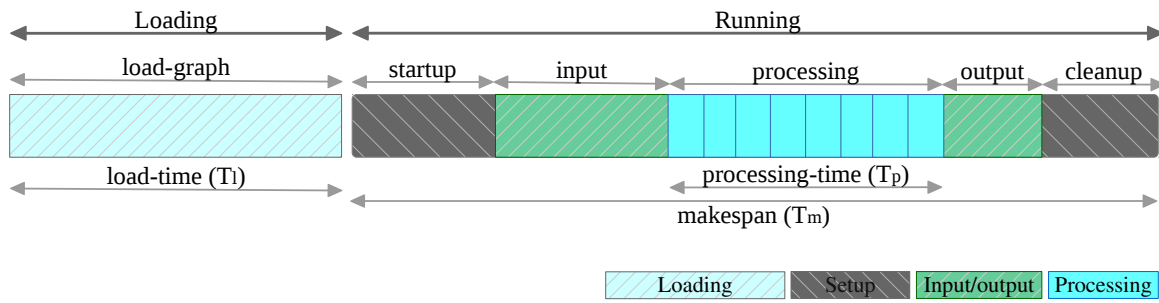 Loading Running
load-graph startup input processing output cleanup
load-time (Tl) processing-time (Tp)
makespan (Tm)
Loading Setup Input/output Processing